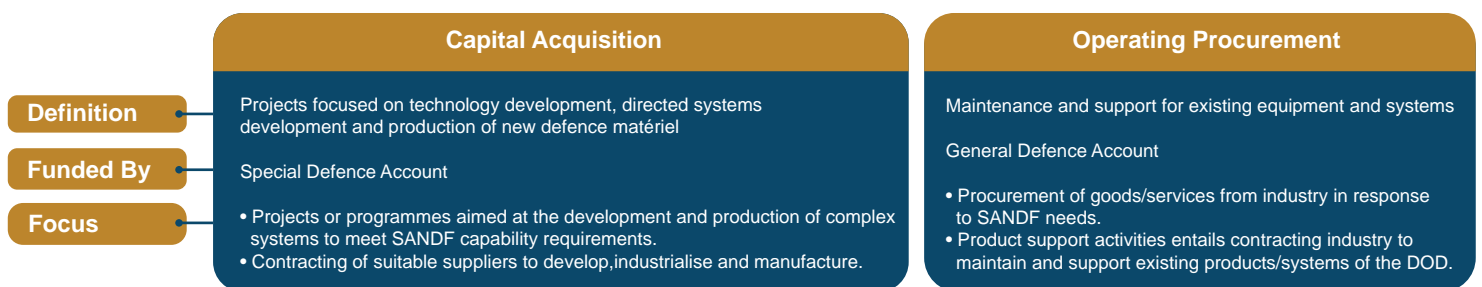 Capital Acquisition
Operating Procurement
Definition
Projects focused on technology development, directed systems
development and production of new defence matériel
Maintenance and support for existing equipment and systems
Funded By
Special Defence Account
General Defence Account
Focus
• Projects or programmes aimed at the development and production of complex
systems to meet SANDF capability requirements.
• Contracting of suitable suppliers to develop,industrialise and manufacture.
• Procurement of goods/services from industry in response
to SANDF needs.
• Product support activities entails contracting industry to
maintain and support existing products/systems of the DOD.